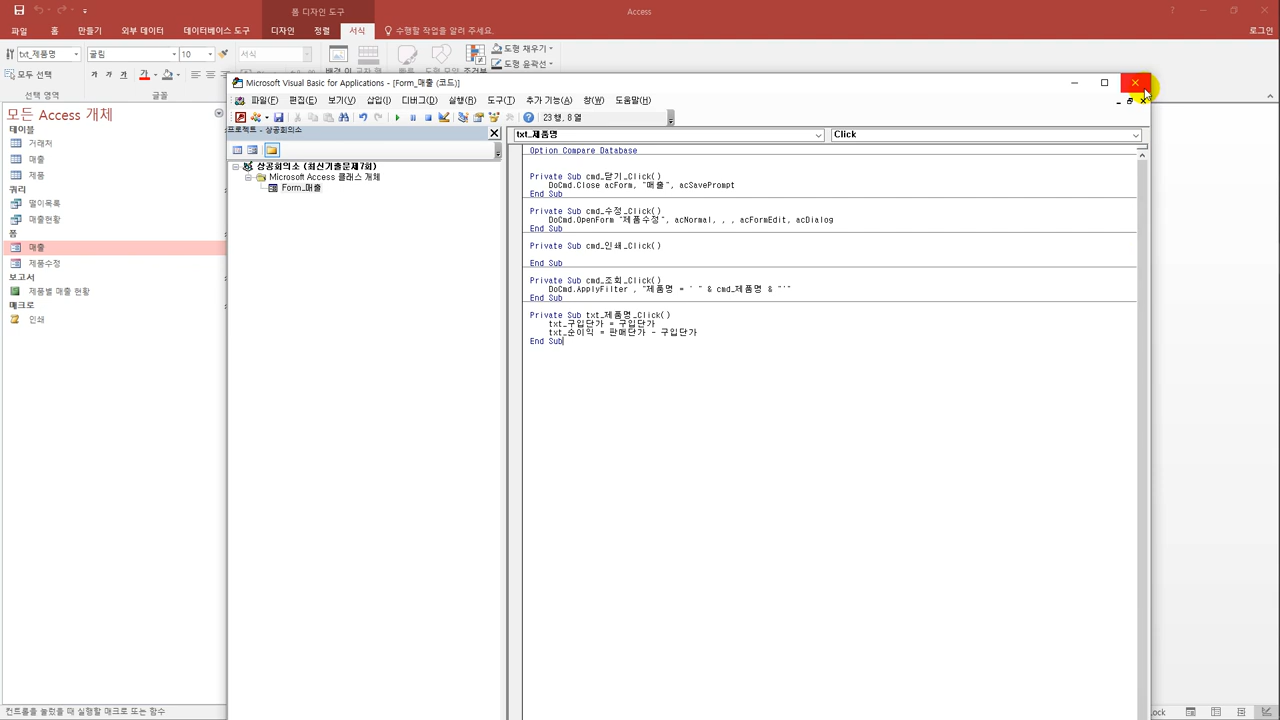 폼 디자인 도구
Access
파일
홈
만들기
외부 데이터
데이터베이스 도구
디자인
정렬
서식
수행할 작업을 알려 주세요.
로그인
txt_제품명
굴림
10
서식
도형 채우기
모두 선택
가 가 가
도형 윤곽선
선택 영역
글꼴
Microsoft Visual Basic for Applications - [Form_매출 (코드)]
파일(F) 편집(E) 보기(V) 삽입(I) 디버그(D) 실행(R) 도구(T) 추가 기능(A) 창(W) 도움말(H)
23 행, 8 열
모든 Access 개체
테이블
거래처
매출
제품
쿼리
떨이목록
매출현황
폼
매출
제품수정
보고서
제품별 매출 현황
매크로
인쇄
프로젝트 - 상공회의소
상공회의소 (최신기출문제7회)
Microsoft Access 클래스 개체
Form_매출
txt_제품명
Click
Option Compare Database
Private Sub cmd_닫기_Click()
DoCmd.Close acForm, "매출", acSavePrompt
End Sub
Private Sub cmd_수정_Click()
DoCmd.OpenForm "제품수정", acNormal, , , acFormEdit, acDialog
End Sub
Private Sub cmd_인쇄_Click()
End Sub
Private Sub cmd_조회_Click()
DoCmd.ApplyFilter , "제품명 = ' " & cmd_제품명 & "'"
End Sub
Private Sub txt_제품명_Click()
txt_구입단가 = 구입단가
txt_순이익 = 판매단가 - 구입단가
End Sub
컨트롤을 눌렀을 때 실행할 매크로 또는 함수
ock